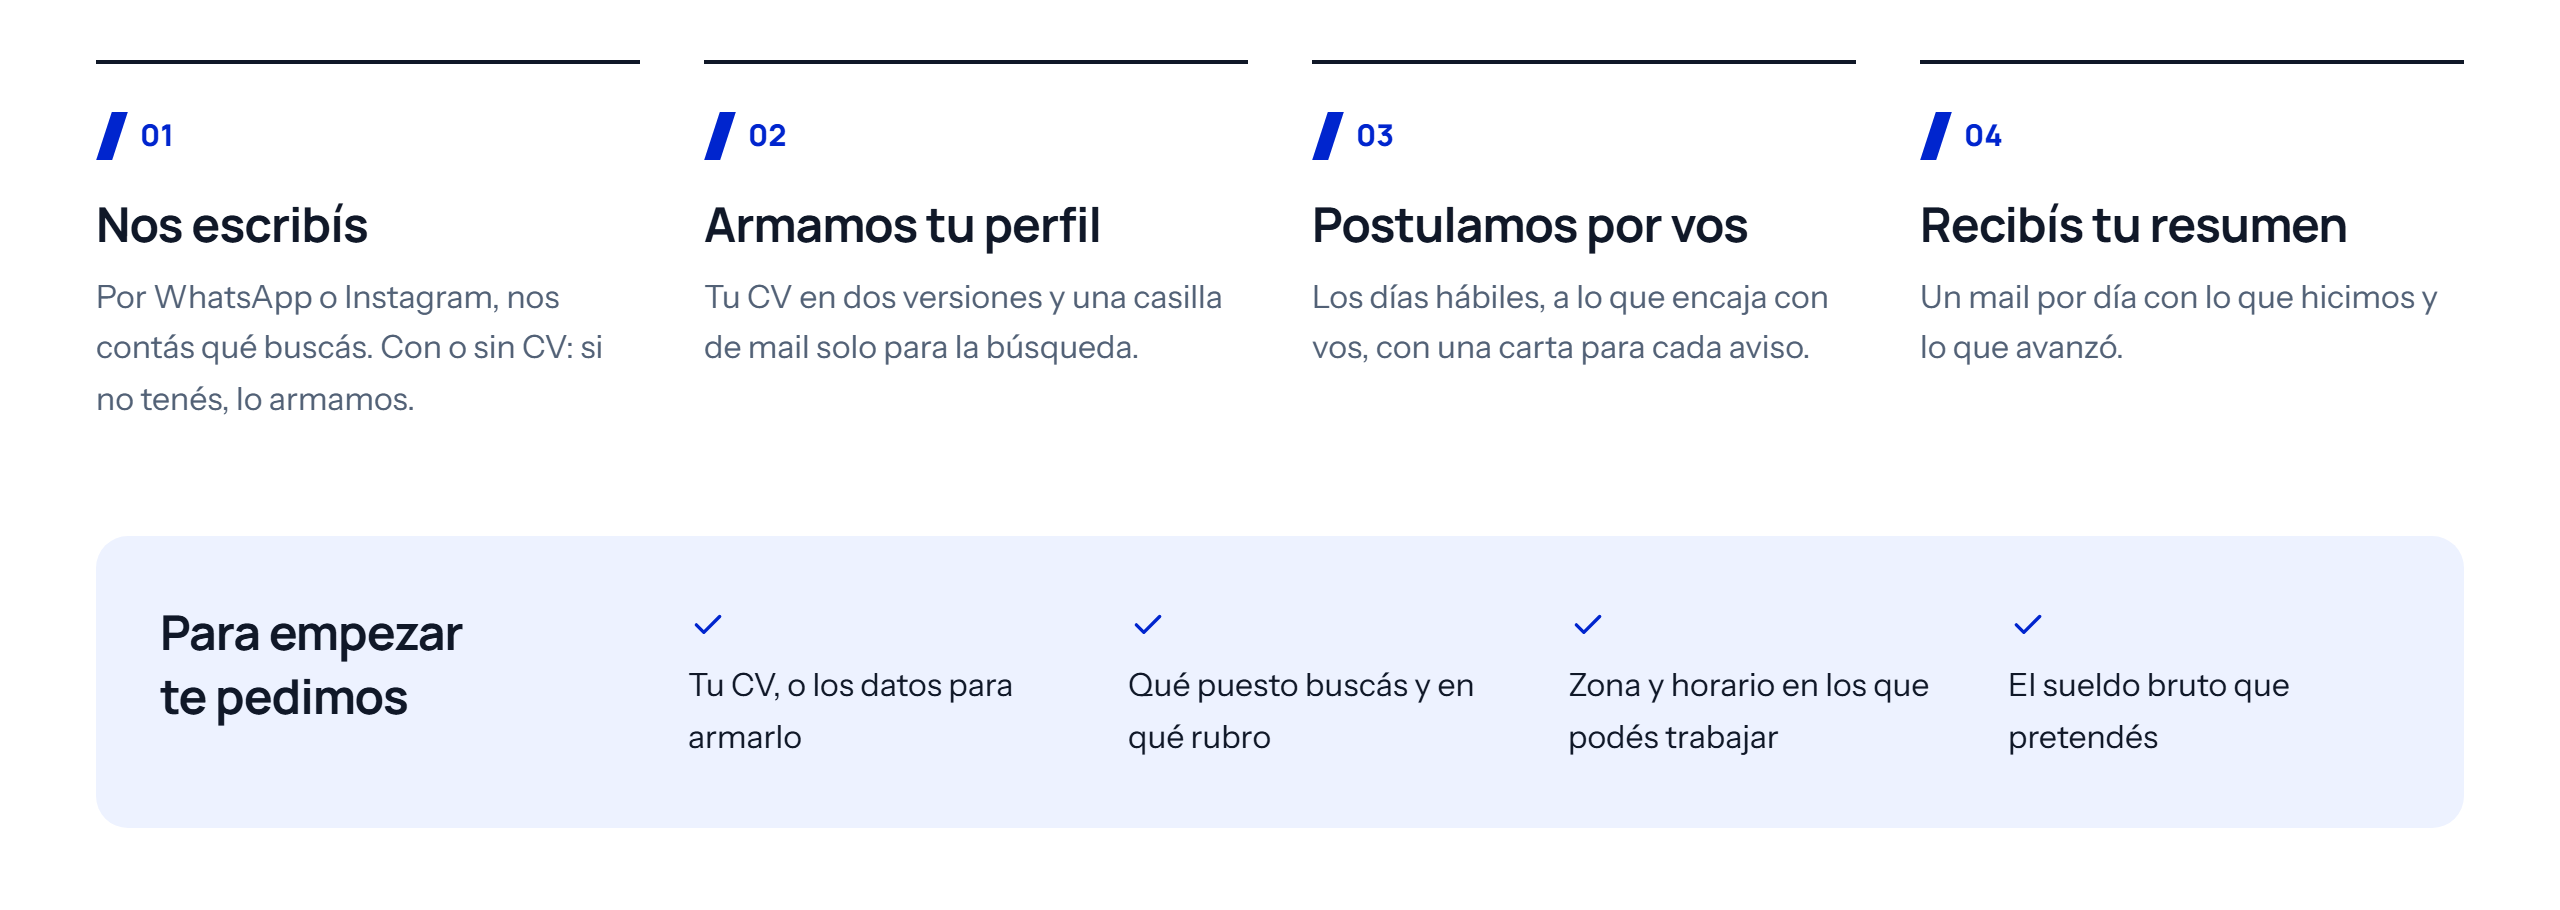 01
Nos escribís
Por WhatsApp o Instagram, nos
contás qué buscás. Con o sin CV: si
no tenés, lo armamos.
02
Armamos tu perfil
Tu CV en dos versiones y una casilla
de mail solo para la búsqueda.
03
Postulamos por vos
Los días hábiles, a lo que encaja con
vos, con una carta para cada aviso.
04
Recibís tu resumen
Un mail por día con lo que hicimos y
lo que avanzó.
Para empezar
te pedimos
Tu CV, o los datos para
armarlo
Qué puesto buscás y en
qué rubro
Zona y horario en los que
podés trabajar
El sueldo bruto que
pretendés